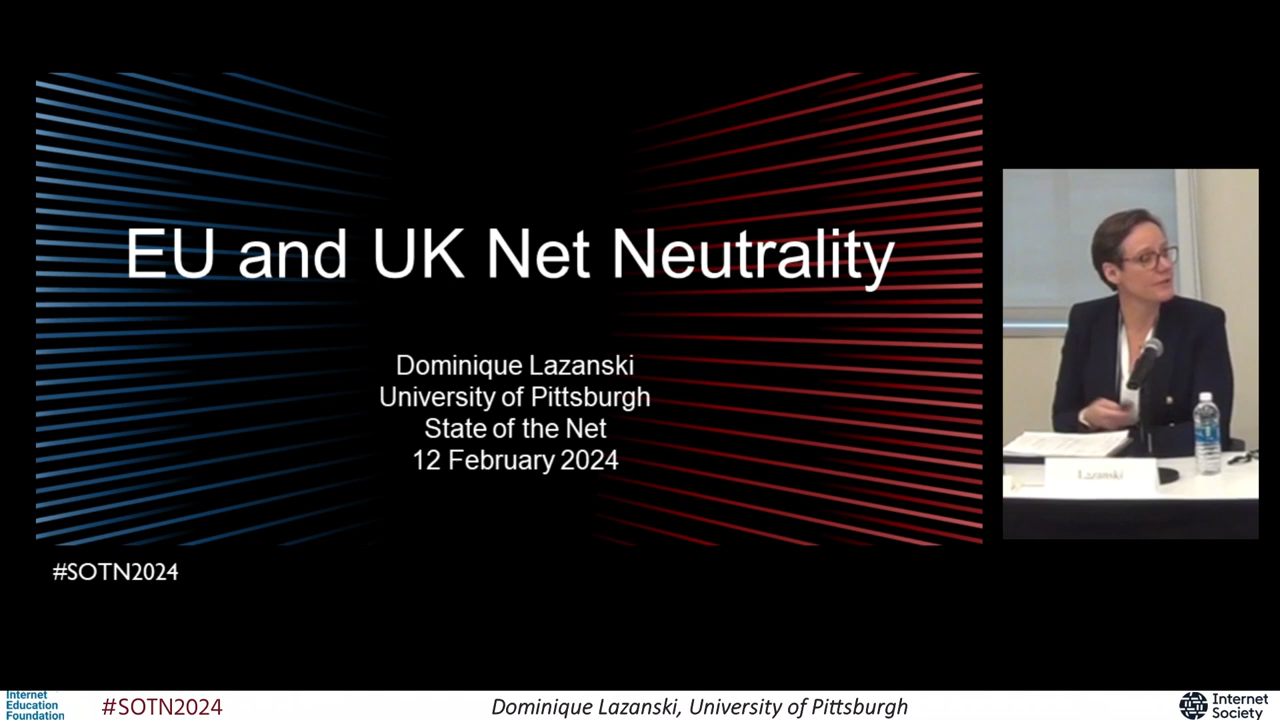 EU and UK Net Neutrality
Dominique Lazanski
University of Pittsburgh
State of the Net
12 February 2024
#SOTN2024
Lazanski
Internet
Education
Foundation
#SOTN2024
Dominique Lazanski, University of Pittsburgh
Internet
Society